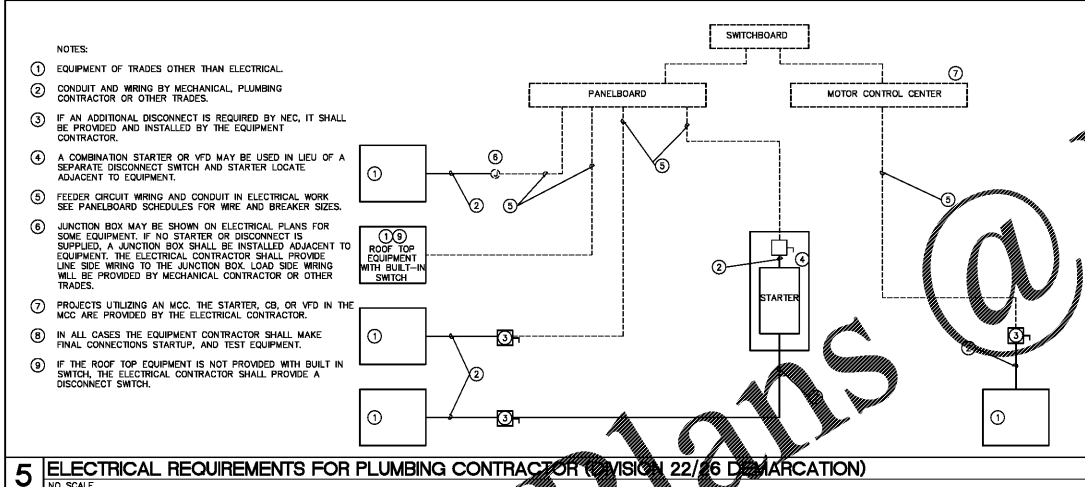 NOTES:
① EQUIPMENT OF TRADES OTHER THAN ELECTRICAL.
② CONDUIT AND WIRING BY MECHANICAL, PLUMBING
CONTRACTOR OR OTHER TRADES.
③ IF AN ADDITIONAL DISCONNECT IS REQUIRED BY NEC, IT SHALL
BE PROVIDED AND INSTALLED BY THE EQUIPMENT
CONTRACTOR.
④ A COMBINATION STARTER OR VFD MAY BE USED IN LIEU OF A
SEPARATE DISCONNECT SWITCH AND STARTER LOCATE
ADJACENT TO EQUIPMENT.
⑤ FEEDER CIRCUIT WIRING AND CONDUIT IN ELECTRICAL WORK
SEE PANELBOARD SCHEDULES FOR WIRE AND BREAKER SIZES.
⑥ JUNCTION BOX MAY BE SHOWN ON ELECTRICAL PLANS FOR
SOME EQUIPMENT. IF NO STARTER OR DISCONNECT IS
SUPPLIED, A JUNCTION BOX SHALL BE INSTALLED ADJACENT TO
EQUIPMENT. THE ELECTRICAL CONTRACTOR SHALL PROVIDE
LINE SIDE WIRING TO THE JUNCTION BOX. LOAD SIDE WIRING
WILL BE PROVIDED BY MECHANICAL CONTRACTOR OR OTHER
TRADES.
⑦ PROJECTS UTILIZING AN MCC. THE STARTER, CB, OR VFD IN THE
MCC ARE PROVIDED BY THE ELECTRICAL CONTRACTOR.
⑧ IN ALL CASES THE EQUIPMENT CONTRACTOR SHALL MAKE
FINAL CONNECTIONS STARTUP, AND TEST EQUIPMENT.
⑨ IF THE ROOF TOP EQUIPMENT IS NOT PROVIDED WITH BUILT IN
SWITCH, THE ELECTRICAL CONTRACTOR SHALL PROVIDE A
DISCONNECT SWITCH.
SWITCHBOARD
⑦
PANELBOARD
MOTOR CONTROL CENTER
⑥
⑤
①
②
⑤
⑤
①⑨
ROOF TOP
EQUIPMENT
WITH BUILT-IN
SWITCH
②
④
STARTER
①
③
③
②
②
①
③
①
plans
@
5 ELECTRICAL REQUIREMENTS FOR PLUMBING CONTRACTOR (DIVISION 22/26 DEMARCATION)
NO SCALE